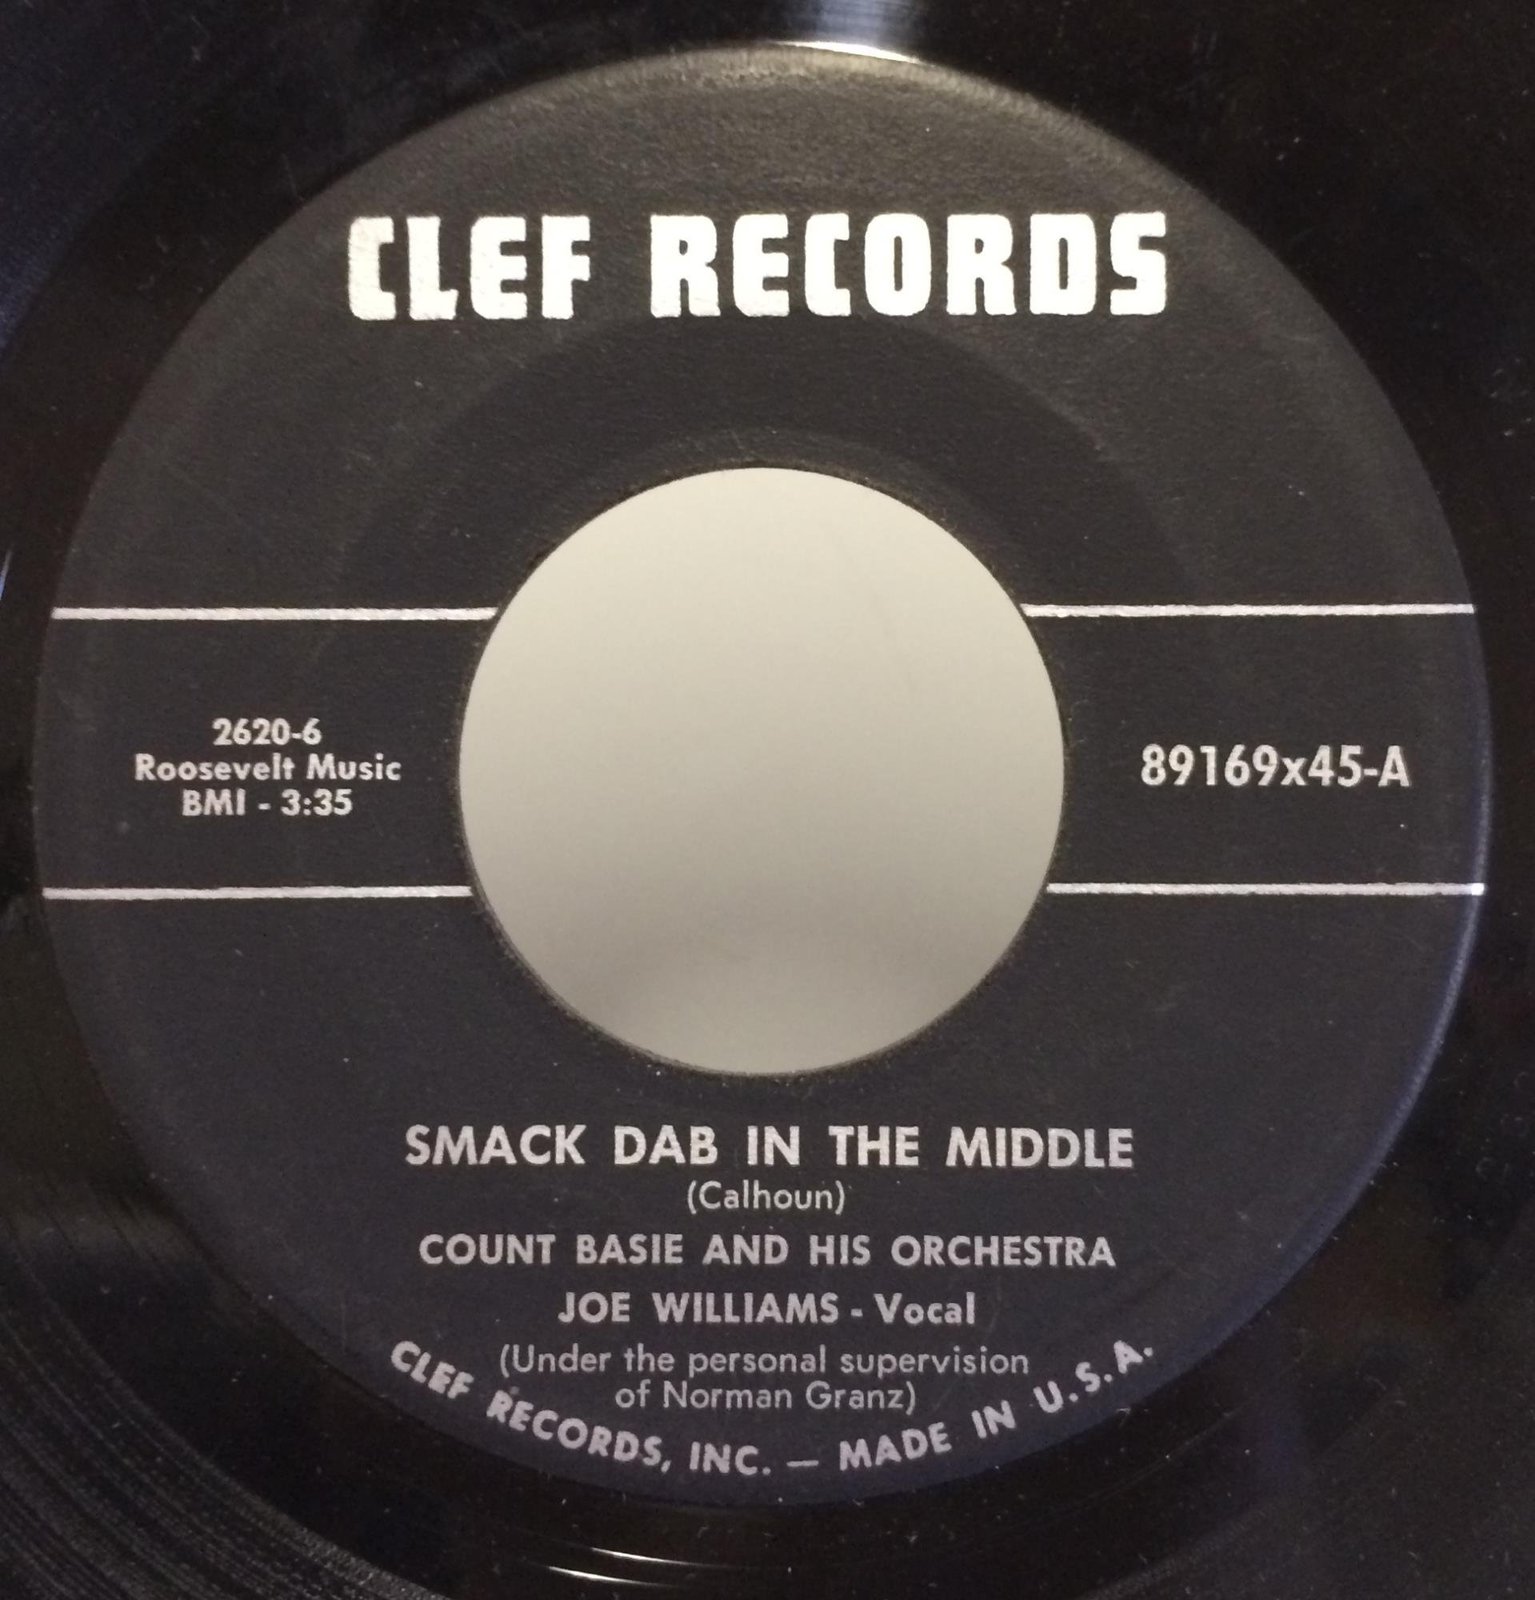 CLEF RECORDS
2620-6
Roosevelt Music
BMI - 3:35
89169x45-A
SMACK DAB IN THE MIDDLE
(Calhoun)
COUNT BASIE AND HIS ORCHESTRA
JOE WILLIAMS - Vocal
(Under the personal supervision
of Norman Granz)
CLEF RECORDS, INC. — MADE IN U.S.A.